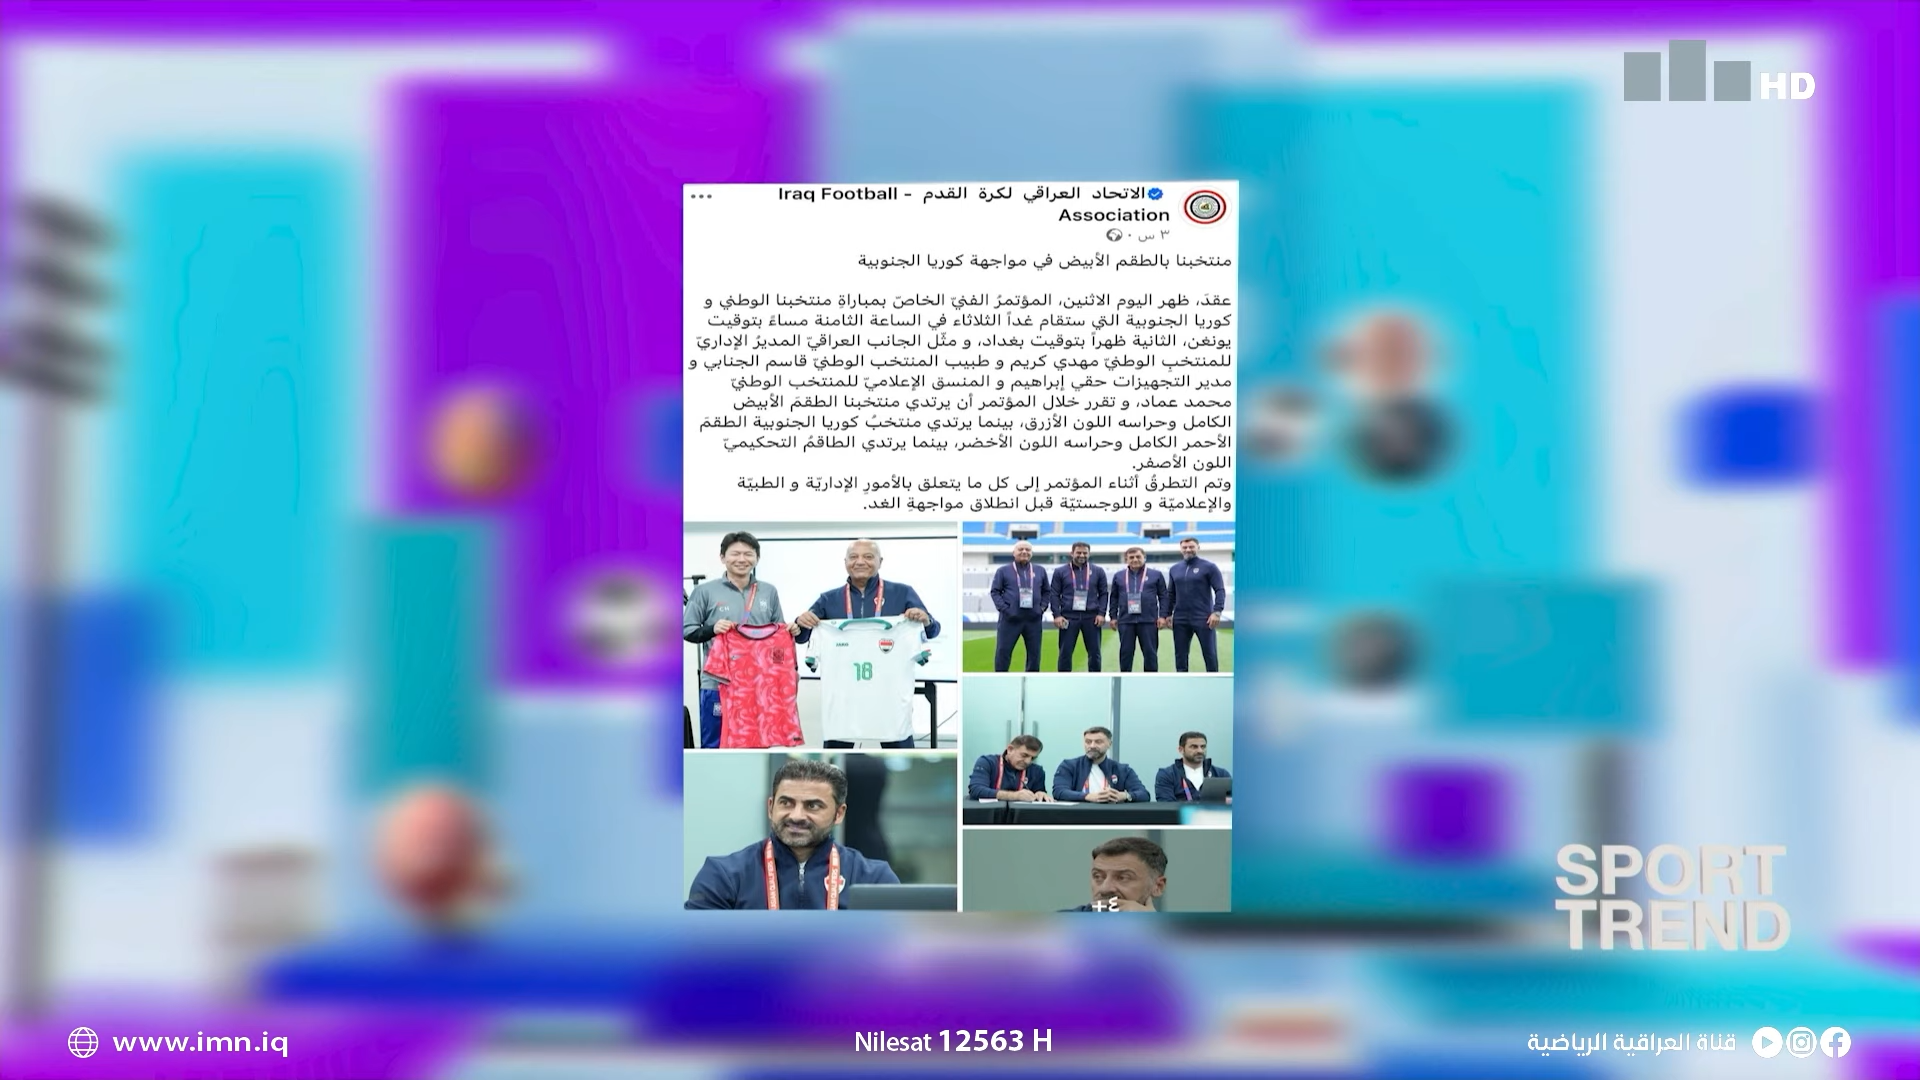 HD
الاتحاد العراقي لكرة القدم - Iraq Football
Association
٣ س ·
منتخبنا بالطقم الأبيض في مواجهة كوريا الجنوبية
عقدَ، ظهر اليوم الاثنين، المؤتمرُ الفنيّ الخاصّ بمباراةِ منتخبنا الوطني و
كوريا الجنوبية التي ستقام غداً الثلاثاء في الساعة الثامنة مساءً بتوقيت
يونغن، الثانية ظهراً بتوقيت بغداد، و مثّل الجانب العراقيّ المديرُ الإداريّ
للمنتخبِ الوطنيّ مهدي كريم و طبيب المنتخب الوطنيّ قاسم الجنابي و
مدير التجهيزات حقي إبراهيم و المنسق الإعلاميّ للمنتخب الوطنيّ
محمد عماد، و تقرر خلال المؤتمر أن يرتدي منتخبنا الطقمَ الأبيض
الكامل وحراسه اللون الأزرق، بينما يرتدي منتخبُ كوريا الجنوبية الطقمَ
الأحمر الكامل وحراسه اللون الأخضر، بينما يرتدي الطاقمُ التحكيميّ
اللون الأصفر.
وتم التطرقُ أثناء المؤتمر إلى كل ما يتعلق بالأمورِ الإداريّة و الطبيّة
والإعلاميّة و اللوجستيّة قبل انطلاق مواجهةِ الغد.
18
+٤
SPORT
TREND
www.imn.iq
Nilesat 12563 H
قناة العراقية الرياضية